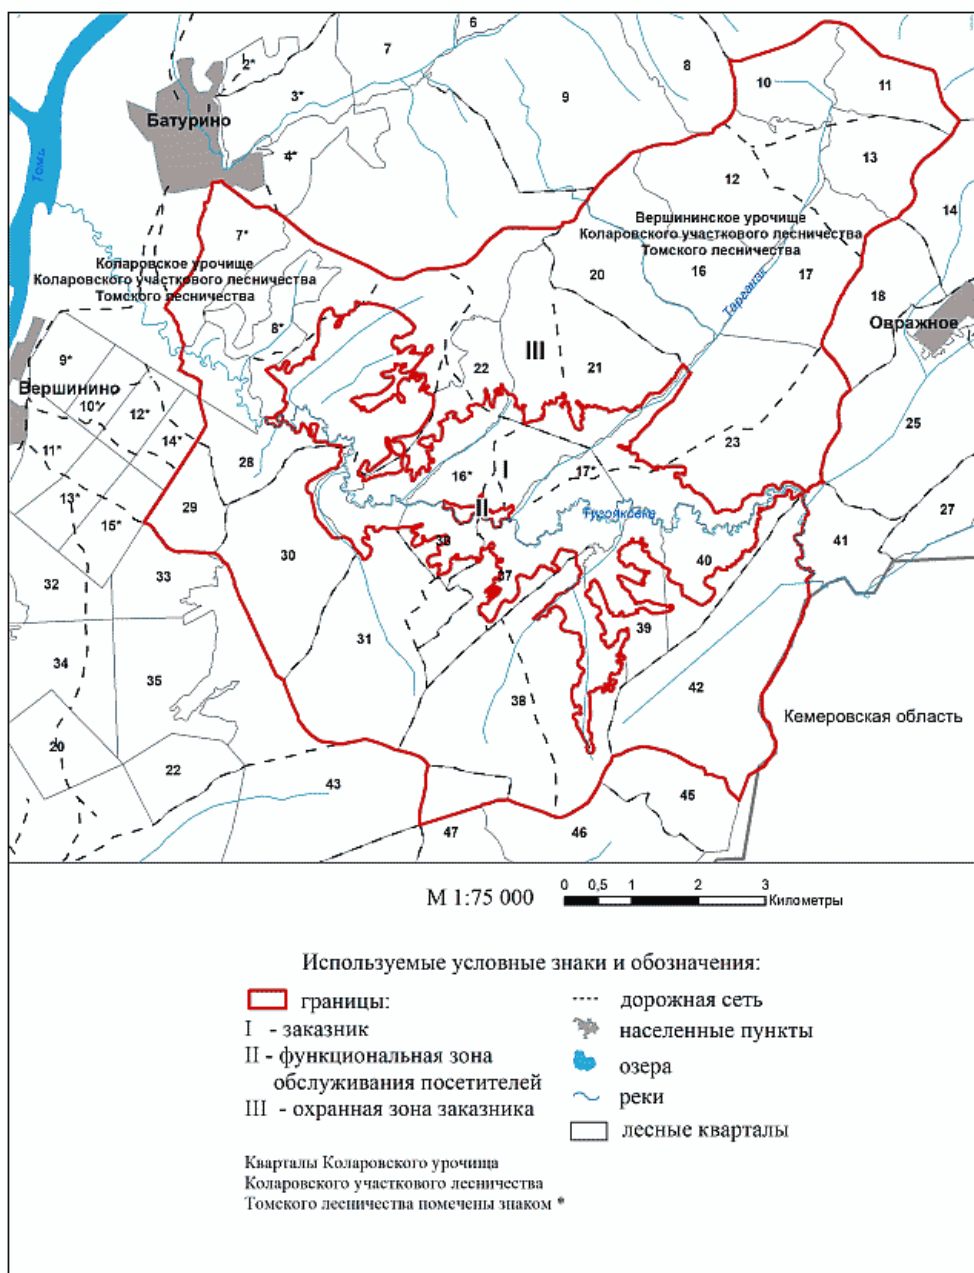 6
7
8
2*
10
11
3*
9
Батурино
4*
13
12
14
Томь
Вершининское урочище
Коларовского участкового лесничества
Томского лесничества
7*
Коларовское урочище
Коларовского участкового лесничества
Томского лесничества
20
16
17
Таргануск
18
Овражное
8*
III
9*
22
21
Вершинино
10*
12*
14*
23
25
11*
28
16*
I
17*
13*
29
II
Тугояковка
27
15*
30
36
40
41
32
33
37
31
39
34
35
38
42
Кемеровская область
20
22
43
45
47
46
М 1:75 000
0 0,5 1 2 3
Километры
Используемые условные знаки и обозначения:
границы:
I - заказник
II - функциональная зона
обслуживания посетителей
III - охранная зона заказника
дорожная сеть
населенные пункты
озера
реки
лесные кварталы
Кварталы Коларовского урочища
Коларовского участкового лесничества
Томского лесничества помечены знаком *